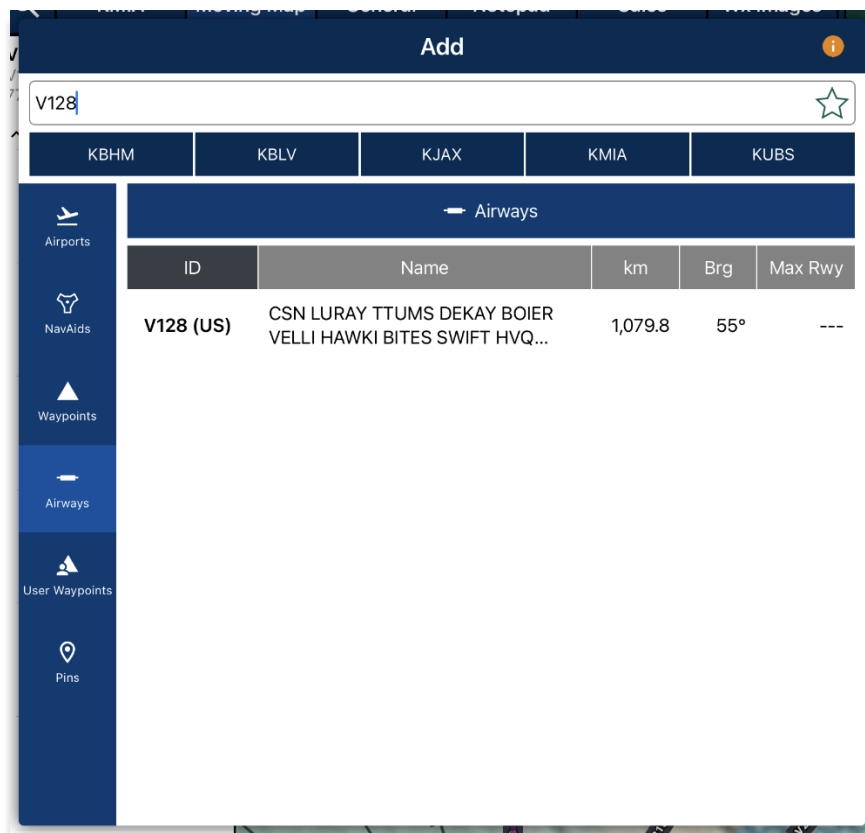 Add
V128
KBHM KBLV KJAX KMIA KUBS
Airports
NavAids
Waypoints
Airways
User Waypoints
Pins
Airways
ID Name km Brg Max Rwy
V128 (US) CSN LURAY TTUMS DEKAY BOIER 1,079.8 55° ---
VELLI HAWKI BITES SWIFT HVQ...